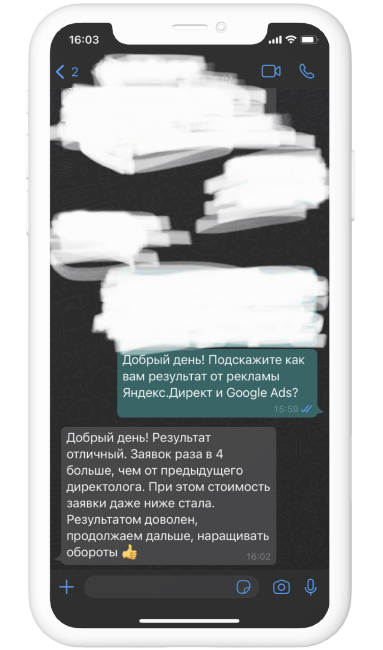 16:03
2
Добрый день! Подскажите как
вам результат от рекламы
Яндекс.Директ и Google Ads?
15:59
Добрый день! Результат
отличный. Заявок раза в 4
больше, чем от предыдущего
директолога. При этом стоимость
заявки даже ниже стала.
Результатом доволен,
продолжаем дальше, наращивать
обороты 👍
16:02